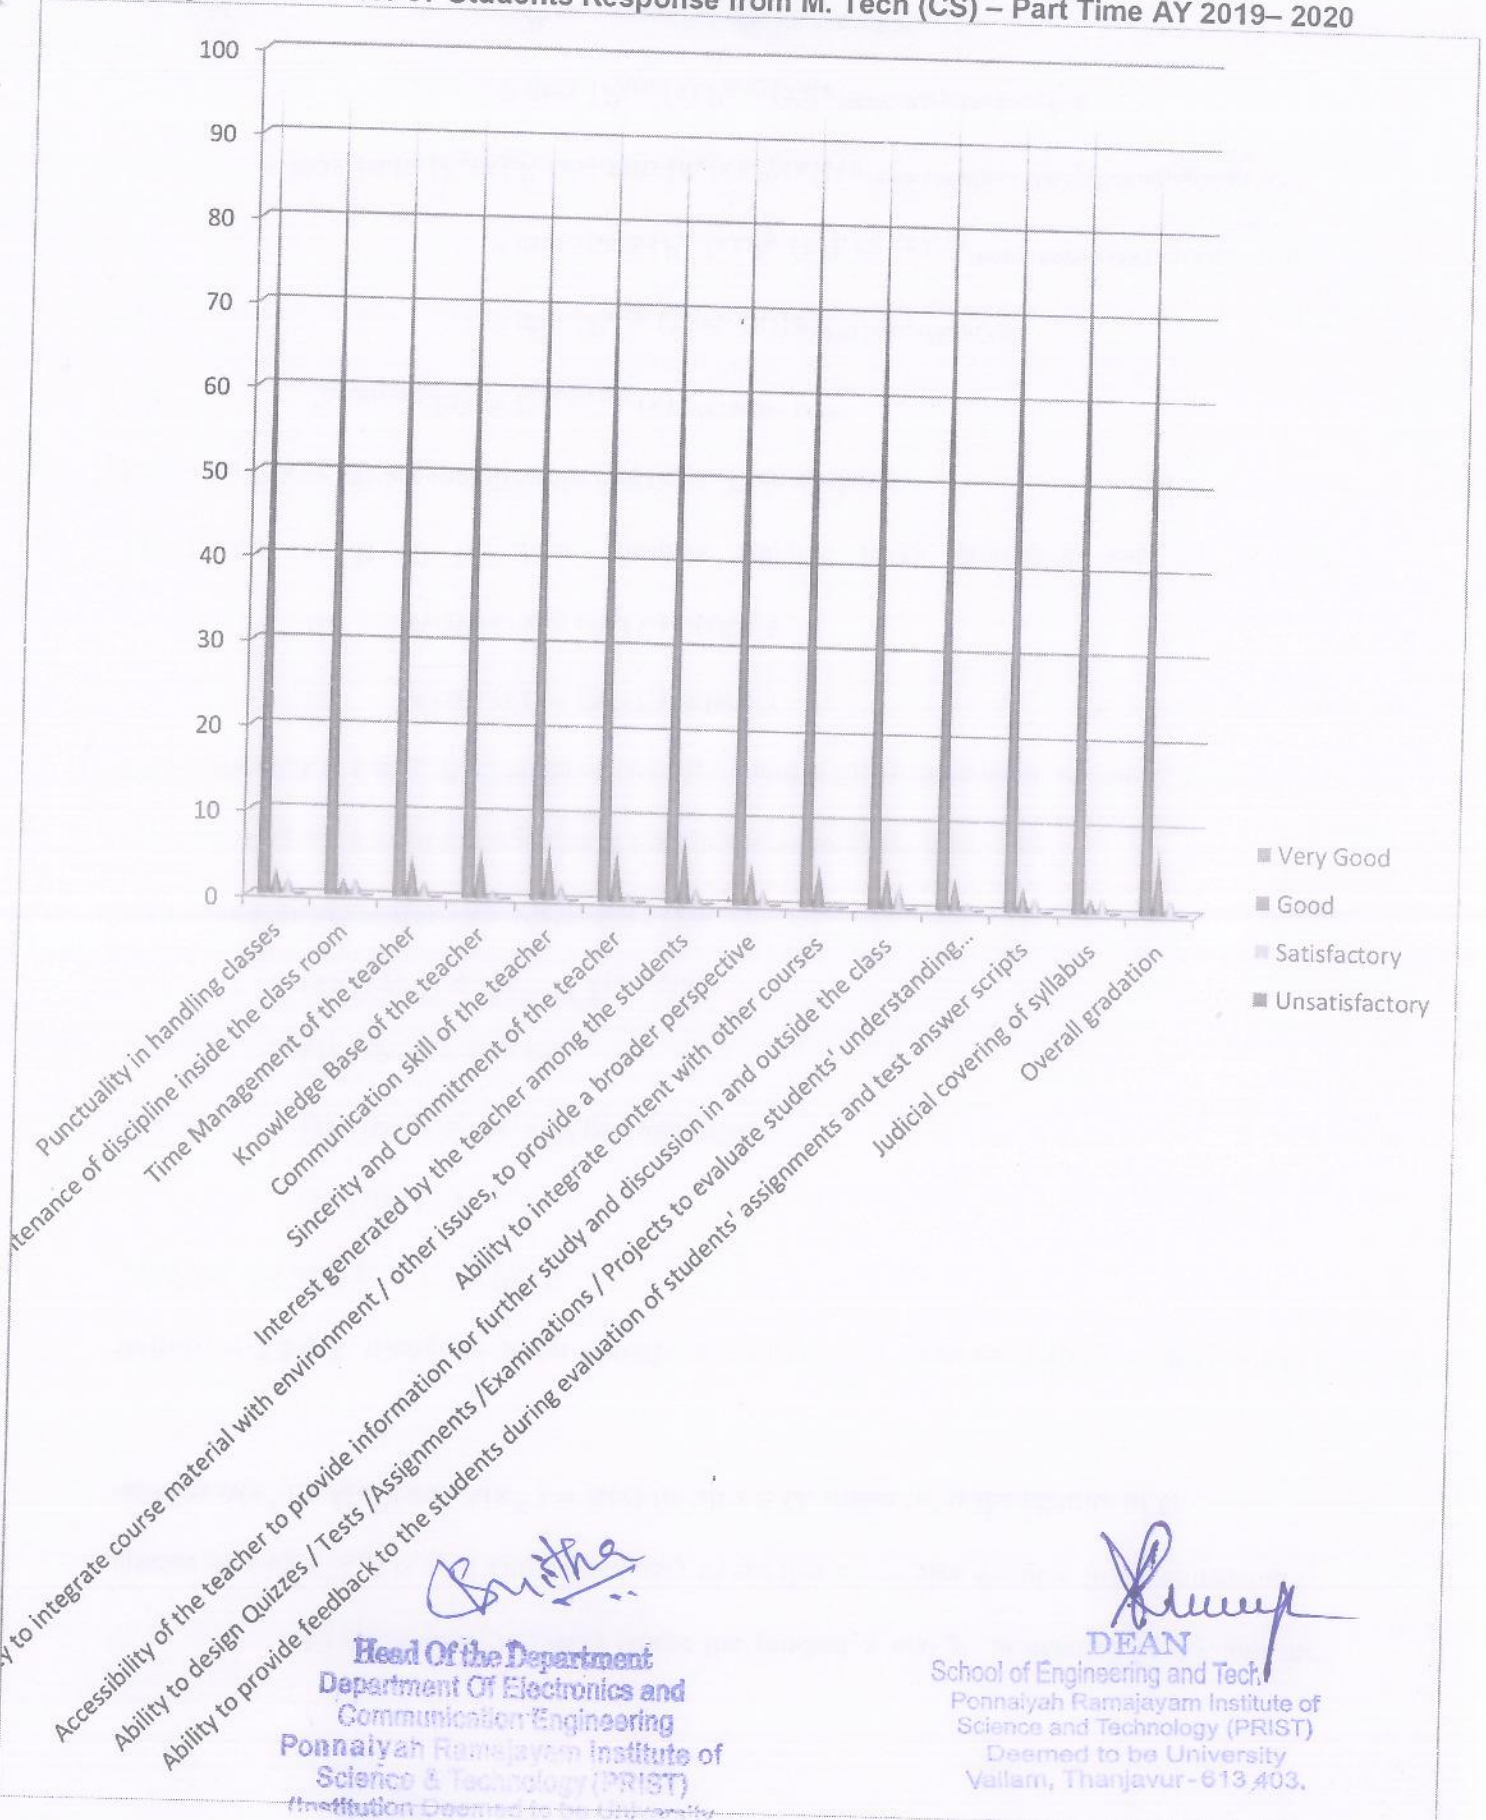 Students Response from M. Tech (CS) – Part Time AY 2019– 2020
100
90
80
70
60
50
40
30
20
10
0
Very Good
Good
Satisfactory
Unsatisfactory
Punctuality in handling classes
tenance of discipline inside the class room
Time Management of the teacher
Knowledge Base of the teacher
Communication skill of the teacher
Sincerity and Commitment of the teacher
Interest generated by the teacher among the students
y to integrate course material with environment / other issues, to provide a broader perspective
Ability to integrate content with other courses
Accessibility of the teacher to provide information for further study and discussion in and outside the class
Ability to design Quizzes / Tests /Assignments /Examinations / Projects to evaluate students' understanding...
Ability to provide feedback to the students during evaluation of students' assignments and test answer scripts
Judicial covering of syllabus
Overall gradation
Head Of the Department
Department Of Electronics and
Communication Engineering
Ponnaiyah Ramajayam Institute of
Science & Technology (PRIST)
(Institution Deemed to be University
DEAN
School of Engineering and Tech.
Ponnaiyah Ramajayam Institute of
Science and Technology (PRIST)
Deemed to be University
Vallam, Thanjavur-613 403.